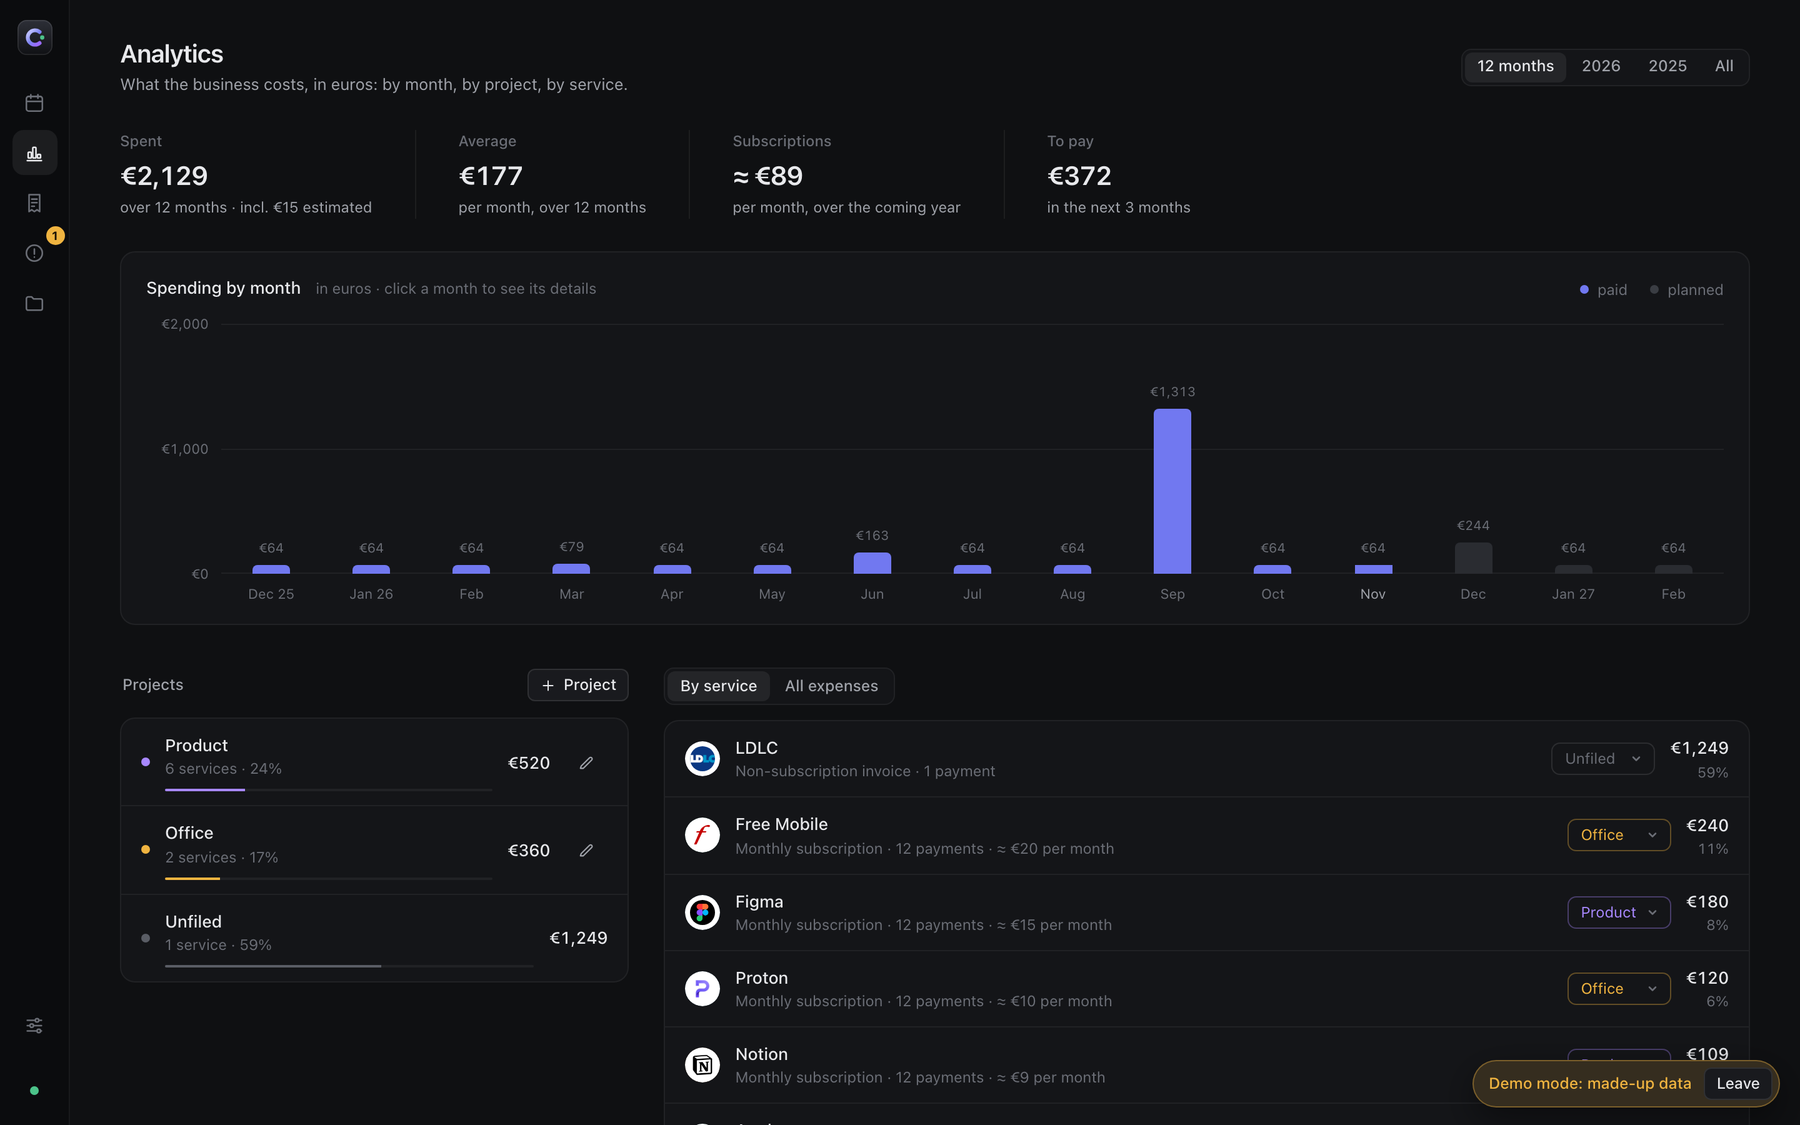 Analytics
What the business costs, in euros: by month, by project, by service.
12 months 2026 2025 All
Spent
€2,129
over 12 months · incl. €15 estimated
Average
€177
per month, over 12 months
Subscriptions
≈ €89
per month, over the coming year
To pay
€372
in the next 3 months
1
Spending by month in euros · click a month to see its details
paid planned
€2,000
€1,000
€0
€64 €64 €64 €79 €64 €64 €163 €64 €64 €1,313 €64 €64 €244 €64 €64
Dec 25 Jan 26 Feb Mar Apr May Jun Jul Aug Sep Oct Nov Dec Jan 27 Feb
Projects
+ Project
Product
6 services · 24%
€520
Office
2 services · 17%
€360
Unfiled
1 service · 59%
€1,249
By service All expenses
LDLC
LDLC
Non-subscription invoice · 1 payment
Unfiled
€1,249
59%
Free Mobile
Monthly subscription · 12 payments · ≈ €20 per month
Office
€240
11%
Figma
Monthly subscription · 12 payments · ≈ €15 per month
Product
€180
8%
Proton
Monthly subscription · 12 payments · ≈ €10 per month
Office
€120
6%
Notion
Monthly subscription · 12 payments · ≈ €9 per month
€109
Demo mode: made-up data Leave